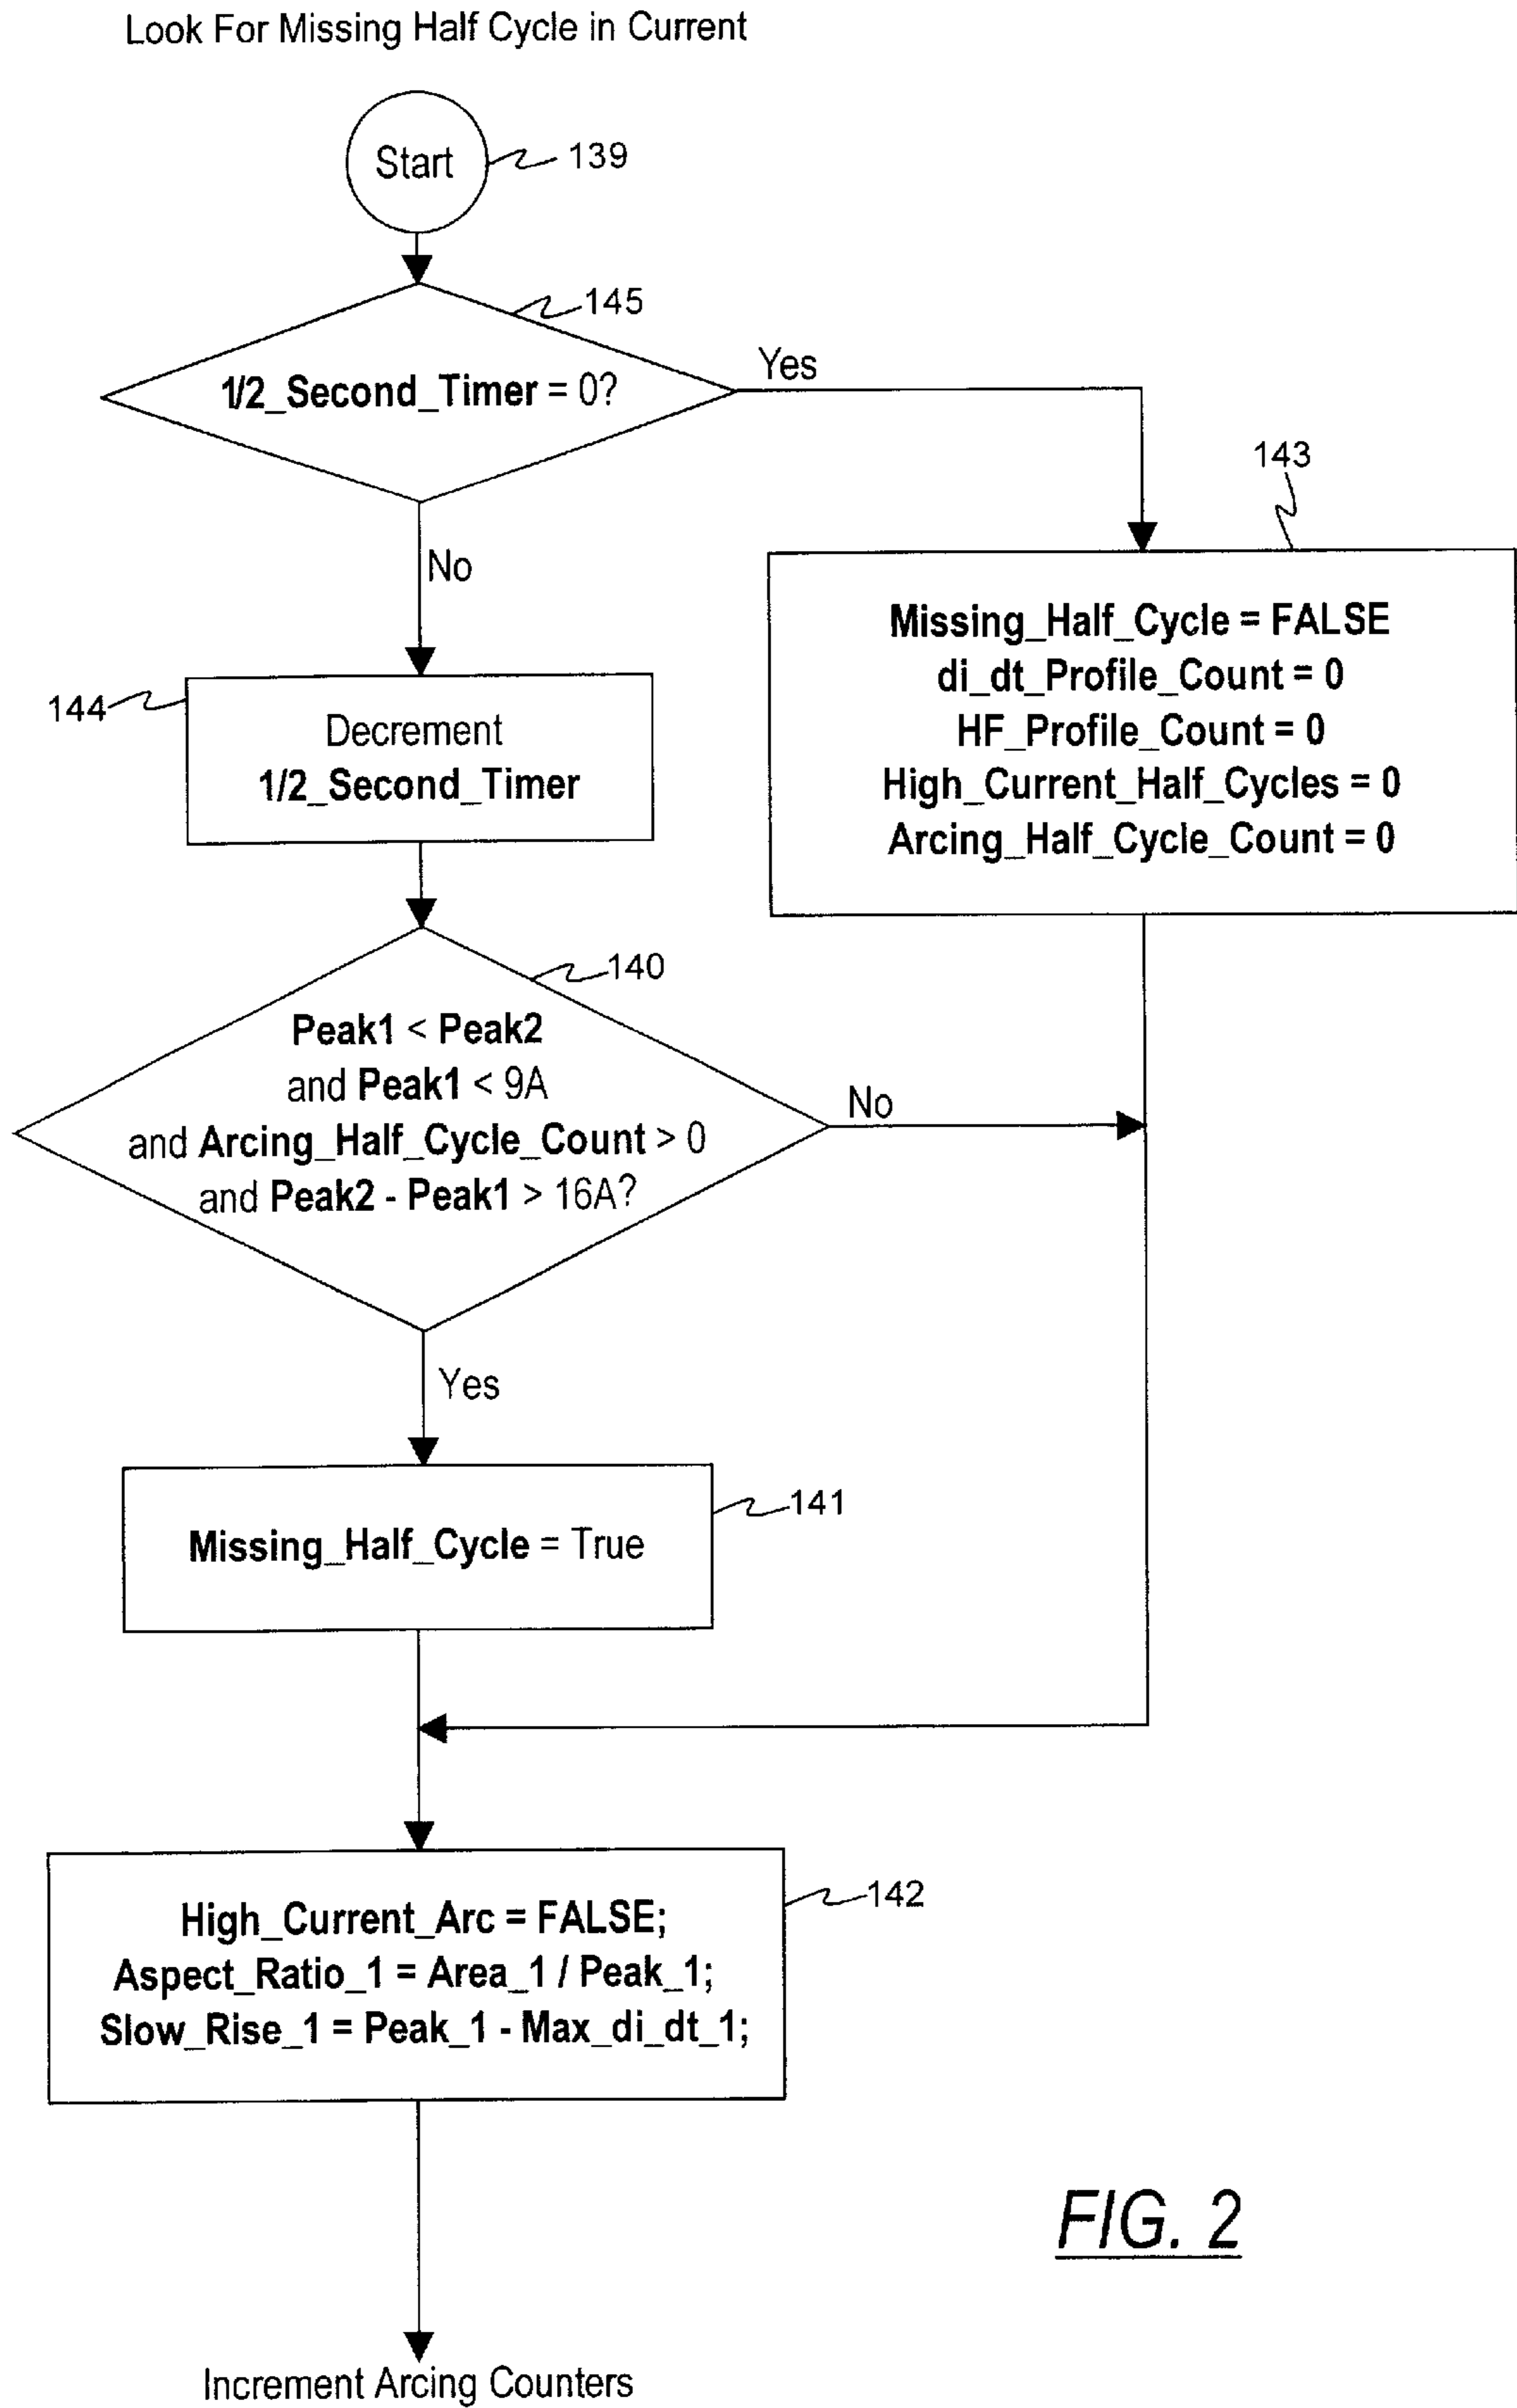 Look For Missing Half Cycle in Current
Start
139
145
1/2_Second_Timer = 0?
Yes
143
No
Missing_Half_Cycle = FALSE
di_dt_Profile_Count = 0
HF_Profile_Count = 0
High_Current_Half_Cycles = 0
Arcing_Half_Cycle_Count = 0
144
Decrement
1/2_Second_Timer
140
Peak1 < Peak2
and Peak1 < 9A
and Arcing_Half_Cycle_Count > 0
and Peak2 - Peak1 > 16A?
No
Yes
141
Missing_Half_Cycle = True
142
High_Current_Arc = FALSE;
Aspect_Ratio_1 = Area_1 / Peak_1;
Slow_Rise_1 = Peak_1 - Max_di_dt_1;
FIG. 2
Increment Arcing Counters